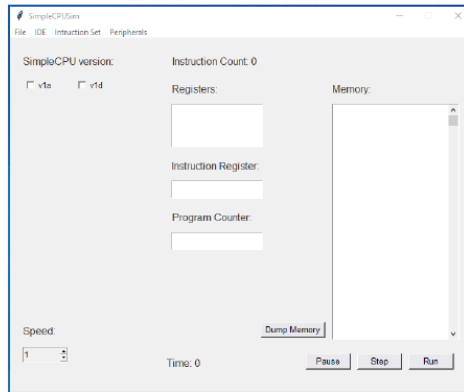 SimpleCPUSim
File IDE Intruction Set Peripherals
SimpleCPU version:
v1a v1d
Instruction Count: 0
Registers:
Memory:
Instruction Register:
Program Counter:
Speed:
1
Dump Memory
Time: 0
Pause Step Run